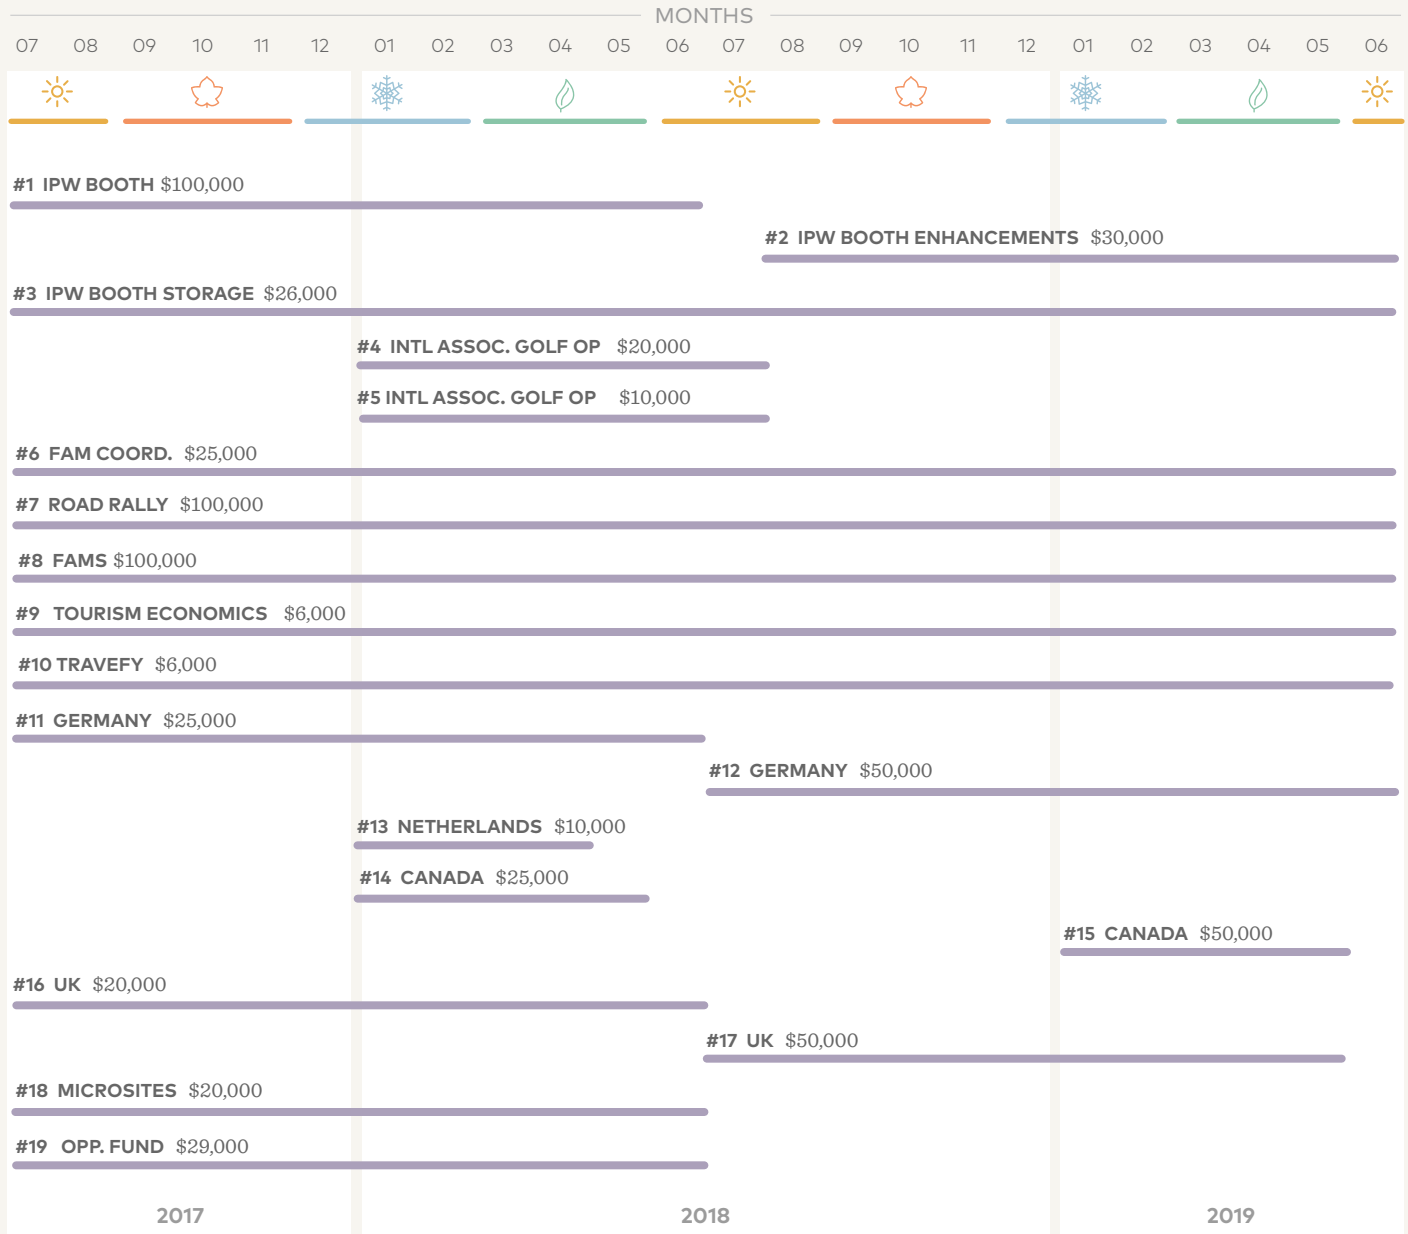 MONTHS
07 08 09 10 11 12 01 02 03 04 05 06 07 08 09 10 11 12 01 02 03 04 05 06
#1 IPW BOOTH $100,000
#2 IPW BOOTH ENHANCEMENTS $30,000
#3 IPW BOOTH STORAGE $26,000
#4 INTL ASSOC. GOLF OP $20,000
#5 INTL ASSOC. GOLF OP $10,000
#6 FAM COORD. $25,000
#7 ROAD RALLY $100,000
#8 FAMS $100,000
#9 TOURISM ECONOMICS $6,000
#10 TRAVEFY $6,000
#11 GERMANY $25,000
#12 GERMANY $50,000
#13 NETHERLANDS $10,000
#14 CANADA $25,000
#15 CANADA $50,000
#16 UK $20,000
#17 UK $50,000
#18 MICROSITES $20,000
#19 OPP. FUND $29,000
2017 2018 2019